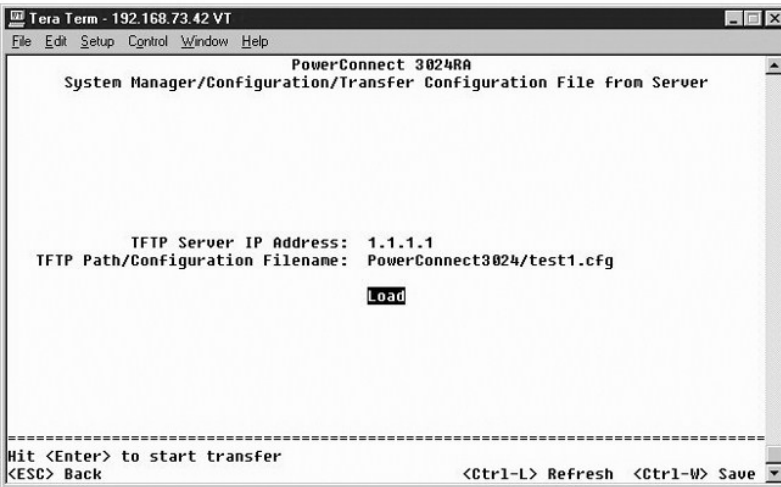 Tera Term - 192.168.73.42 VT
File Edit Setup Control Window Help
PowerConnect 3024RA
System Manager/Configuration/Transfer Configuration File from Server
TFTP Server IP Address: 1.1.1.1
TFTP Path/Configuration Filename: PowerConnect3024/test1.cfg
Load
Hit <Enter> to start transfer
<ESC> Back <Ctrl-L> Refresh <Ctrl-W> Save